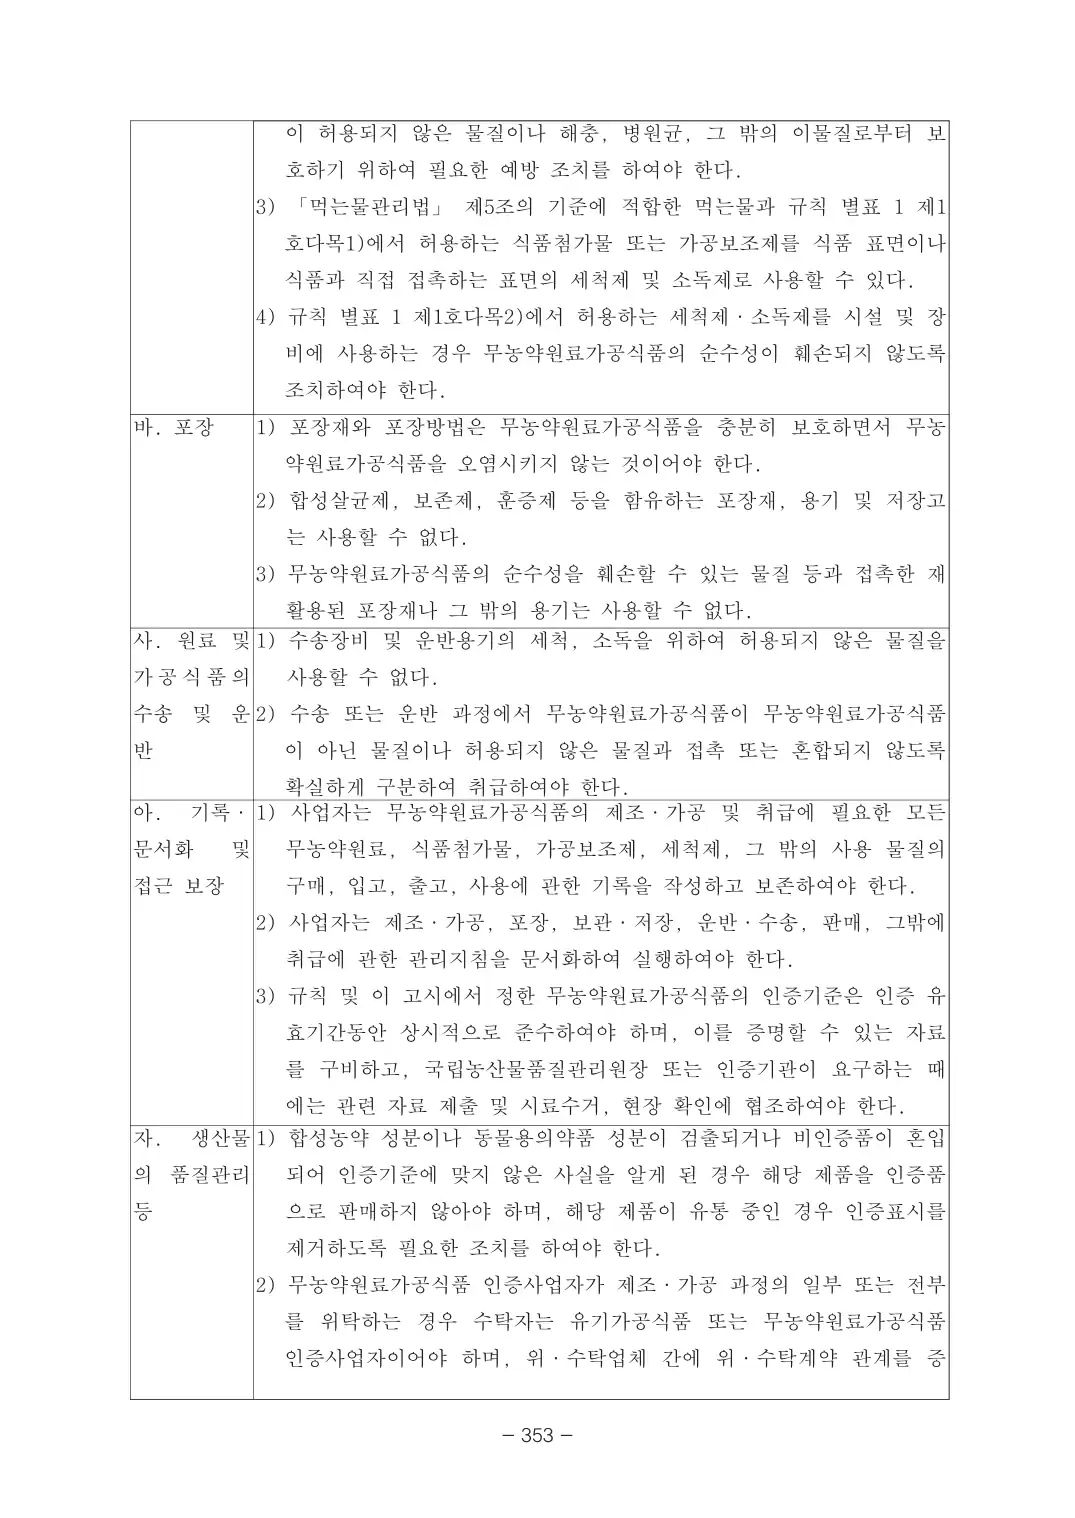 이 허용되지 않은 물질이나 해충, 병원균, 그 밖의 이물질로부터 보
호하기 위하여 필요한 예방 조치를 하여야 한다.
3) 「먹는물관리법」 제5조의 기준에 적합한 먹는물과 규칙 별표 1 제1
호다목1)에서 허용하는 식품첨가물 또는 가공보조제를 식품 표면이나
식품과 직접 접촉하는 표면의 세척제 및 소독제로 사용할 수 있다.
4) 규칙 별표 1 제1호다목2)에서 허용하는 세척제·소독제를 시설 및 장
비에 사용하는 경우 무농약원료가공식품의 순수성이 훼손되지 않도록
조치하여야 한다.
바. 포장
1) 포장재와 포장방법은 무농약원료가공식품을 충분히 보호하면서 무농
약원료가공식품을 오염시키지 않는 것이어야 한다.
2) 합성살균제, 보존제, 훈증제 등을 함유하는 포장재, 용기 및 저장고
는 사용할 수 없다.
3) 무농약원료가공식품의 순수성을 훼손할 수 있는 물질 등과 접촉한 재
활용된 포장재나 그 밖의 용기는 사용할 수 없다.
사. 원료 및
가공식품의
수송 및 운
반
1) 수송장비 및 운반용기의 세척, 소독을 위하여 허용되지 않은 물질을
사용할 수 없다.
2) 수송 또는 운반 과정에서 무농약원료가공식품이 무농약원료가공식품
이 아닌 물질이나 허용되지 않은 물질과 접촉 또는 혼합되지 않도록
확실하게 구분하여 취급하여야 한다.
아. 기록·
문서화 및
접근 보장
1) 사업자는 무농약원료가공식품의 제조·가공 및 취급에 필요한 모든
무농약원료, 식품첨가물, 가공보조제, 세척제, 그 밖의 사용 물질의
구매, 입고, 출고, 사용에 관한 기록을 작성하고 보존하여야 한다.
2) 사업자는 제조·가공, 포장, 보관·저장, 운반·수송, 판매, 그밖에
취급에 관한 관리지침을 문서화하여 실행하여야 한다.
3) 규칙 및 이 고시에서 정한 무농약원료가공식품의 인증기준은 인증 유
효기간동안 상시적으로 준수하여야 하며, 이를 증명할 수 있는 자료
를 구비하고, 국립농산물품질관리원장 또는 인증기관이 요구하는 때
에는 관련 자료 제출 및 시료수거, 현장 확인에 협조하여야 한다.
자. 생산물
의 품질관리
등
1) 합성농약 성분이나 동물용의약품 성분이 검출되거나 비인증품이 혼입
되어 인증기준에 맞지 않은 사실을 알게 된 경우 해당 제품을 인증품
으로 판매하지 않아야 하며, 해당 제품이 유통 중인 경우 인증표시를
제거하도록 필요한 조치를 하여야 한다.
2) 무농약원료가공식품 인증사업자가 제조·가공 과정의 일부 또는 전부
를 위탁하는 경우 수탁자는 유기가공식품 또는 무농약원료가공식품
인증사업자이어야 하며, 위·수탁업체 간에 위·수탁계약 관계를 증
- 353 -